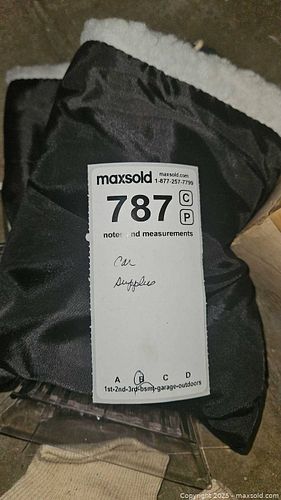 maxsold maxsold.com
1-877-257-7799
787 C
P
notes and measurements
Car
Supplies
A B C D
1st-2nd-3rd-bsmt-garage-outdoors
Copyright 2025 - maxsold.com